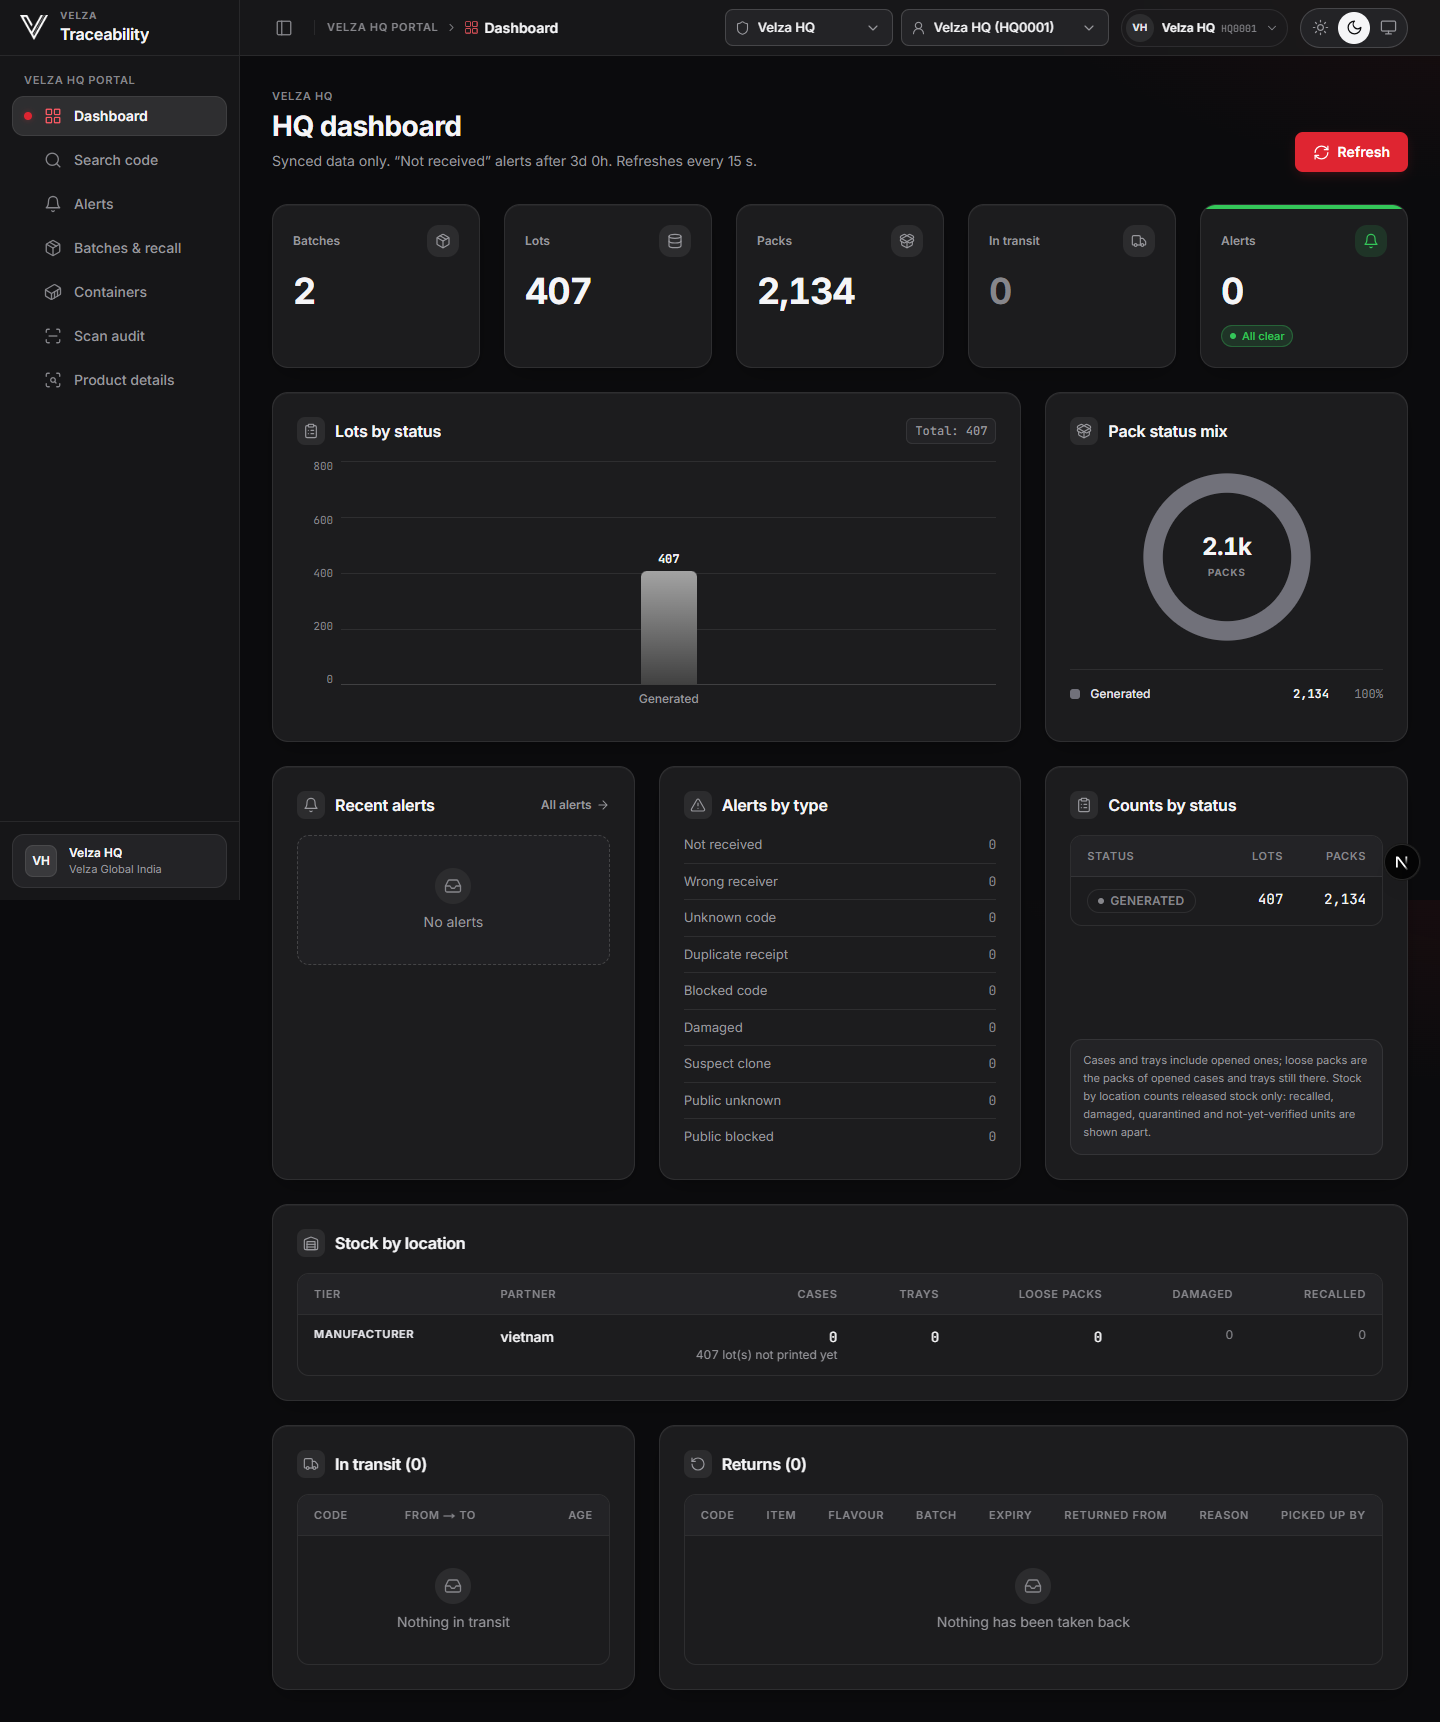 VELZA
Traceability
VELZA HQ PORTAL
Dashboard
Search code
Alerts
Batches & recall
Containers
Scan audit
Product details
VH
Velza HQ
Velza Global India
VELZA HQ PORTAL > Dashboard
Velza HQ
Velza HQ (HQ0001)
VH Velza HQ HQ0001
VELZA HQ
HQ dashboard
Synced data only. “Not received” alerts after 3d 0h. Refreshes every 15 s.
Refresh
Batches
2
Lots
407
Packs
2,134
In transit
0
Alerts
0
All clear
Lots by status
Total: 407
800
600
400
200
0
407
Generated
Pack status mix
2.1k
PACKS
Generated 2,134 100%
Recent alerts
All alerts →
No alerts
Alerts by type
Not received 0
Wrong receiver 0
Unknown code 0
Duplicate receipt 0
Blocked code 0
Damaged 0
Suspect clone 0
Public unknown 0
Public blocked 0
Counts by status
STATUS LOTS PACKS
GENERATED 407 2,134
N
Cases and trays include opened ones; loose packs are
the packs of opened cases and trays still there. Stock
by location counts released stock only: recalled,
damaged, quarantined and not-yet-verified units are
shown apart.
Stock by location
TIER PARTNER CASES TRAYS LOOSE PACKS DAMAGED RECALLED
MANUFACTURER vietnam 0 0 0 0 0
407 lot(s) not printed yet
In transit (0)
CODE FROM → TO AGE
Nothing in transit
Returns (0)
CODE ITEM FLAVOUR BATCH EXPIRY RETURNED FROM REASON PICKED UP BY
Nothing has been taken back